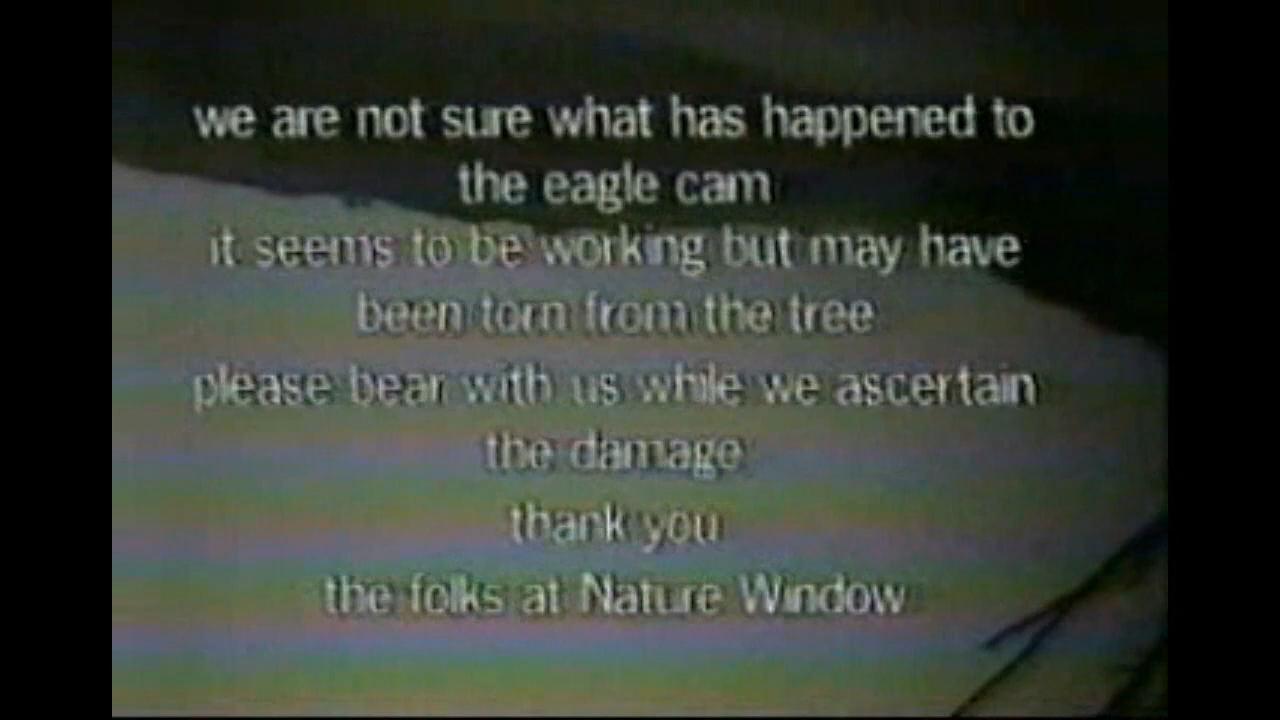 we are not sure what has happened to
the eagle cam
it seems to be working but may have
been torn from the tree
please bear with us while we ascertain
the damage
thank you
the folks at Nature Window